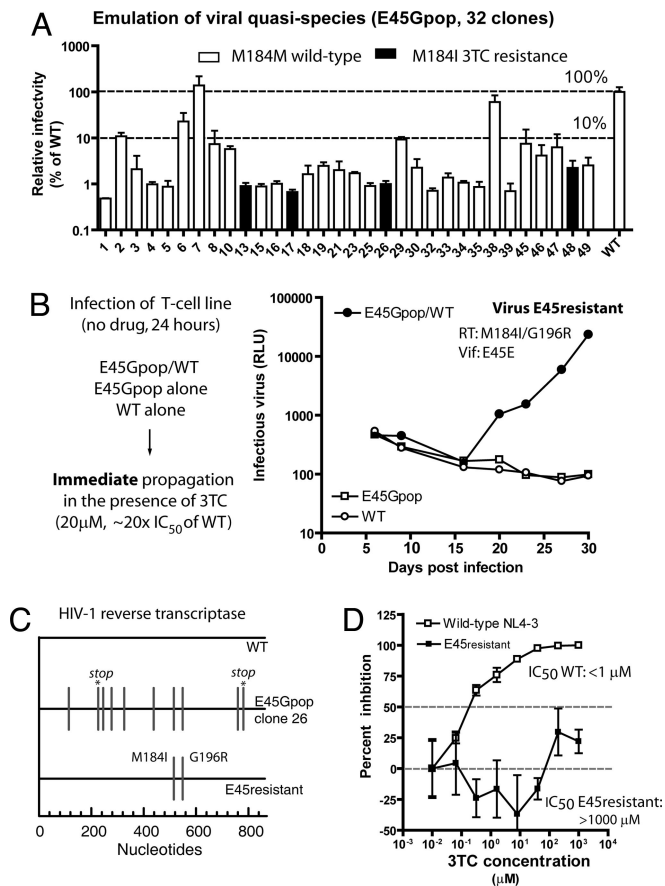 Emulation of viral quasi-species (E45Gpop, 32 clones)
A
M184M wild-type
M184I 3TC resistance
Relative infectvity
(% of WT)
1000
100
10
1
0.1
100%
10%
1 2 3 4 5 6 7 8 10 13 15 16 17 18 19 21 23 25 26 29 30 32 33 34 35 38 39 45 46 47 48 49 WT
B
Infection of T-cell line
(no drug, 24 hours)
E45Gpop/WT
E45Gpop alone
WT alone
Immediate propagation
in the presence of 3TC
(20μM, ~20x IC50 of WT)
Infectious virus (RLU)
100000
10000
1000
100
10
E45Gpop/WT
Virus E45resistant
RT: M184I/G196R
Vif: E45E
E45Gpop
WT
0 5 10 15 20 25 30
Days post infection
C
HIV-1 reverse transcriptase
WT
stop
*
stop
*
E45Gpop
clone 26
M184I
G196R
E45resistant
0 200 400 600 800
Nucleotides
D
Wild-type NL4-3
E45resistant
Percent inhbition
125
100
75
50
25
0
-25
-50
IC50 WT: <1 μM
IC50 E45resistant:
>1000 μM
10-3 10-2 10-1 100 101 102 103 104
3TC concentration
(μM)